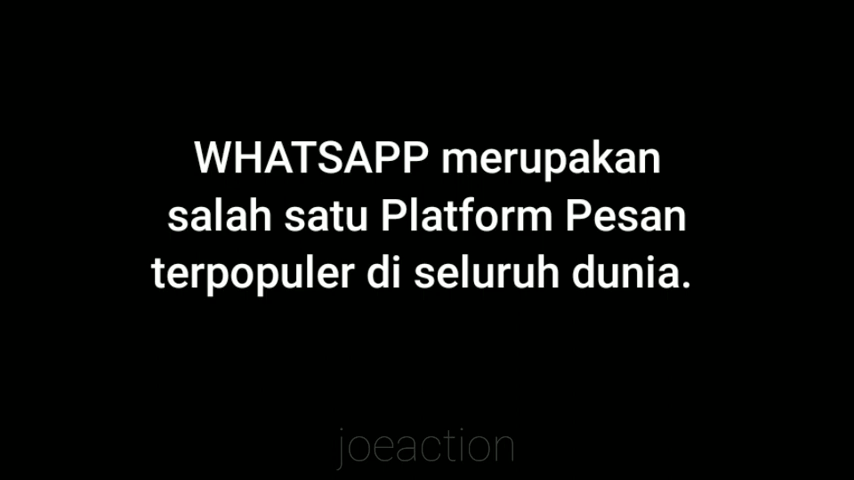 WHATSAPP merupakan
salah satu Platform Pesan
terpopuler di seluruh dunia.
joeaction